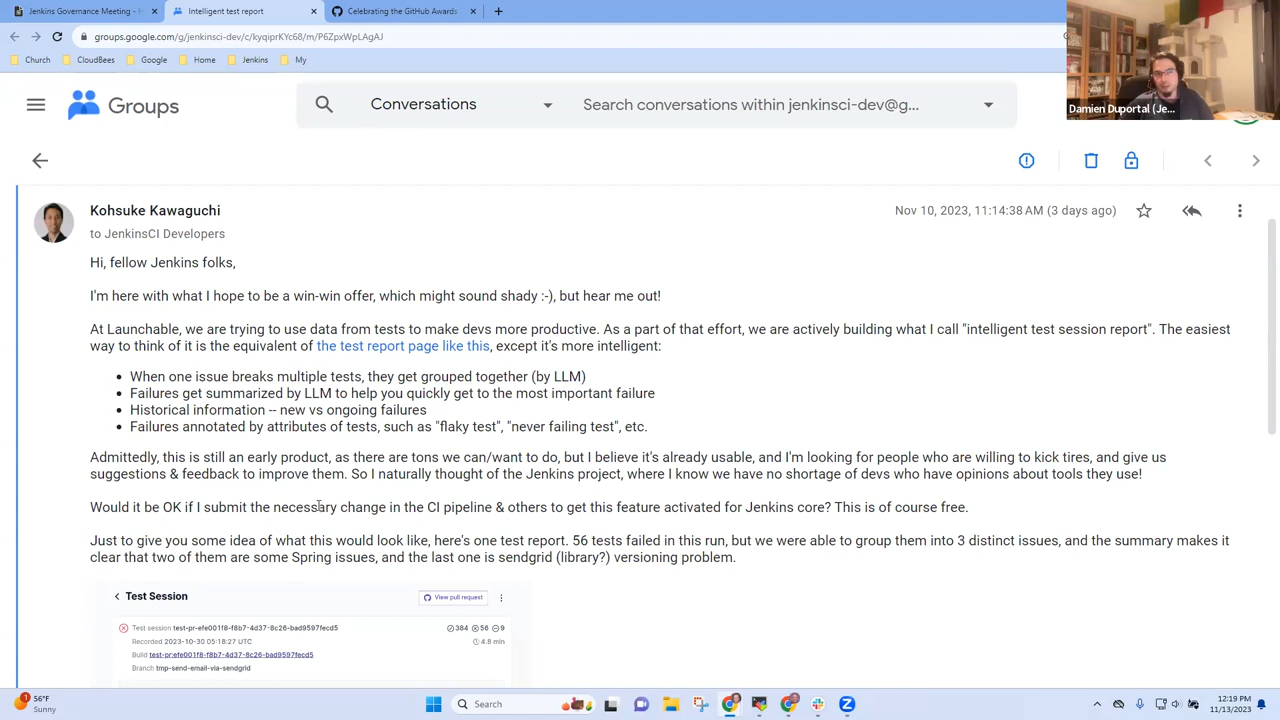 Jenkins Governance Meeting -
Intelligent test report
Celebrating the GitHub Awards
groups.google.com/g/jenkinsci-dev/c/kyqiprKYc68/m/P6ZpxWpLAgAJ
Church
CloudBees
Google
Home
Jenkins
My
Damien Duportal (Je...
Groups
Conversations
Search conversations within jenkinsci-dev@g...
Kohsuke Kawaguchi
Nov 10, 2023, 11:14:38 AM (3 days ago)
to JenkinsCI Developers
Hi, fellow Jenkins folks,
I'm here with what I hope to be a win-win offer, which might sound shady :-), but hear me out!
At Launchable, we are trying to use data from tests to make devs more productive. As a part of that effort, we are actively building what I call "intelligent test session report". The easiest
way to think of it is the equivalent of the test report page like this, except it's more intelligent:
• When one issue breaks multiple tests, they get grouped together (by LLM)
• Failures get summarized by LLM to help you quickly get to the most important failure
• Historical information -- new vs ongoing failures
• Failures annotated by attributes of tests, such as "flaky test", "never failing test", etc.
Admittedly, this is still an early product, as there are tons we can/want to do, but I believe it's already usable, and I'm looking for people who are willing to kick tires, and give us
suggestions & feedback to improve them. So I naturally thought of the Jenkins project, where I know we have no shortage of devs who have opinions about tools they use!
Would it be OK if I submit the necessary change in the CI pipeline & others to get this feature activated for Jenkins core? This is of course free.
Just to give you some idea of what this would look like, here's one test report. 56 tests failed in this run, but we were able to group them into 3 distinct issues, and the summary makes it
clear that two of them are some Spring issues, and the last one is sendgrid (library?) versioning problem.
Test Session
View pull request
Test session test-pr-efe001f8-f8b7-4d37-8c26-bad9597fecd5
384 56 9
Recorded 2023-10-30 05:18:27 UTC
4.8 min
Build test-pr:efe001f8-f8b7-4d37-8c26-bad9597fecd5
Branch tmp-send-email-via-sendgrid
1
56°F
Sunny
Search
12:19 PM
11/13/2023